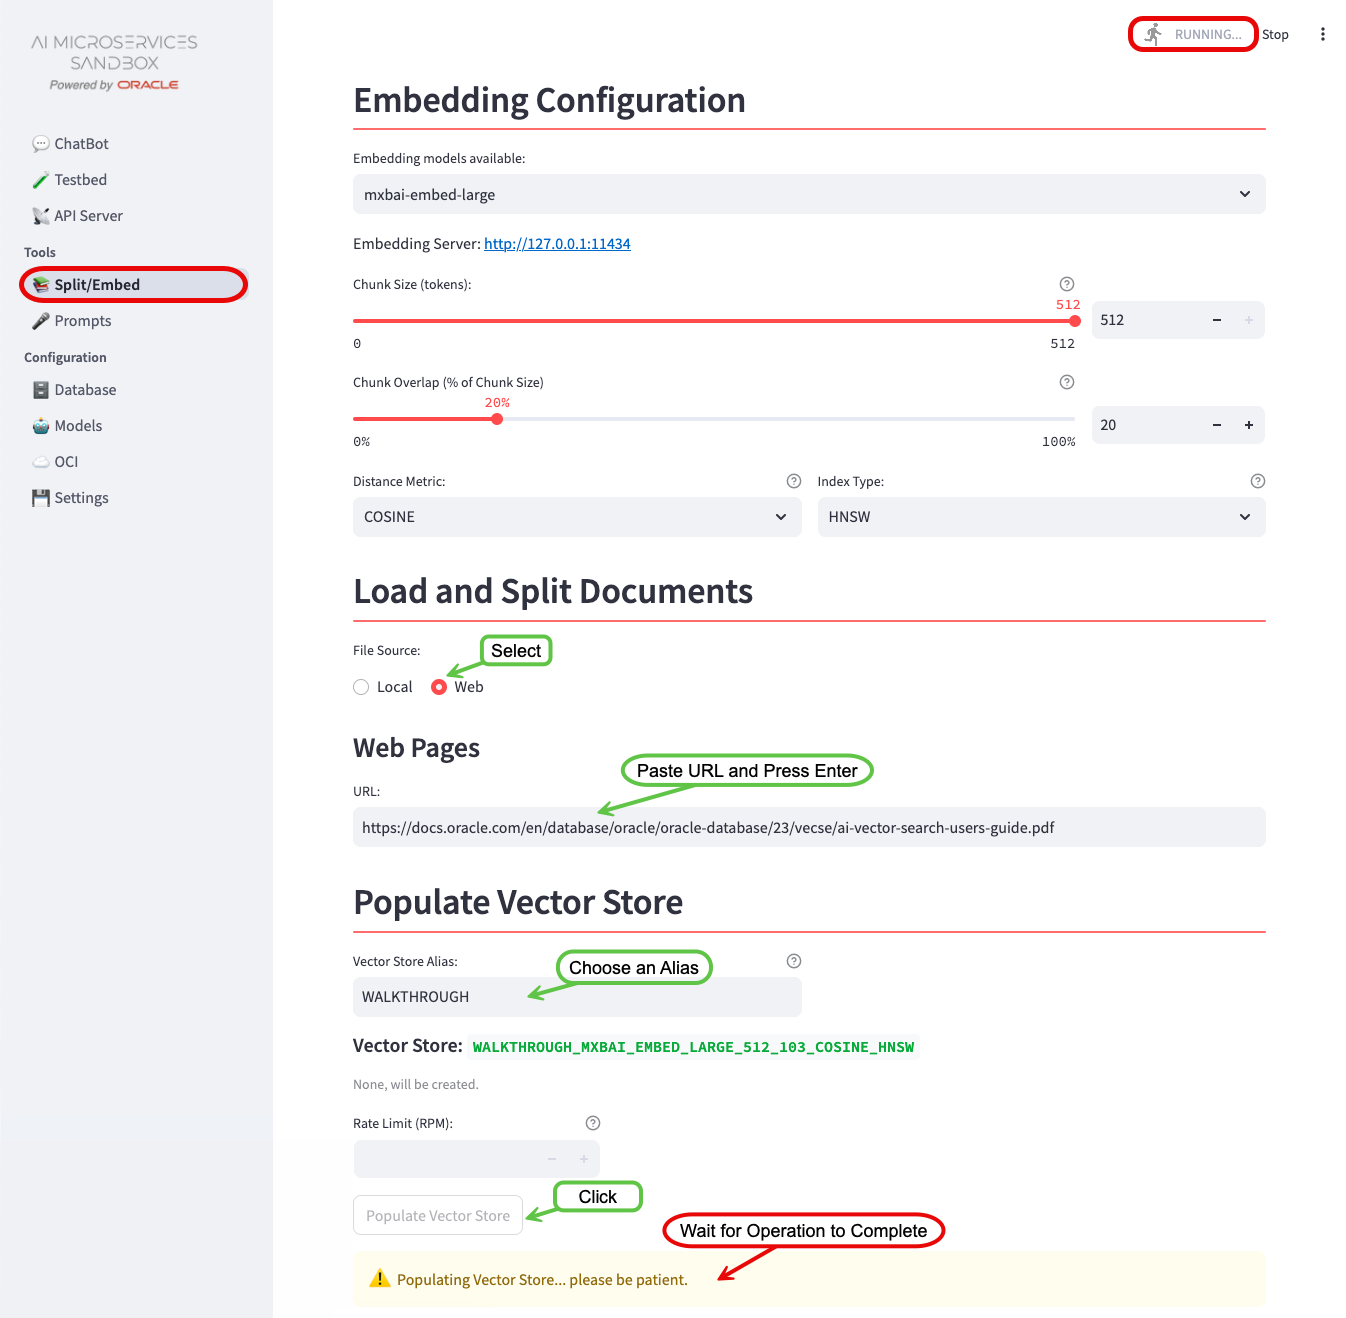 AI MICROSERVICES
SANDBOX
Powered by ORACLE
ChatBot
Testbed
API Server
Tools
Split/Embed
Prompts
Configuration
Database
Models
OCI
Settings
RUNNING...
Stop
Embedding Configuration
Embedding models available:
mxbai-embed-large
Embedding Server: http://127.0.0.1:11434
Chunk Size (tokens):
512
0
512
512
Chunk Overlap (% of Chunk Size)
20%
0%
100%
20
Distance Metric:
COSINE
Index Type:
HNSW
Load and Split Documents
File Source:
Select
Local
Web
Web Pages
Paste URL and Press Enter
URL:
https://docs.oracle.com/en/database/oracle/oracle-database/23/vecse/ai-vector-search-users-guide.pdf
Populate Vector Store
Vector Store Alias:
Choose an Alias
WALKTHROUGH
Vector Store: WALKTHROUGH_MXBAI_EMBED_LARGE_512_103_COSINE_HNSW
None, will be created.
Rate Limit (RPM):
Click
Populate Vector Store
Wait for Operation to Complete
Populating Vector Store... please be patient.